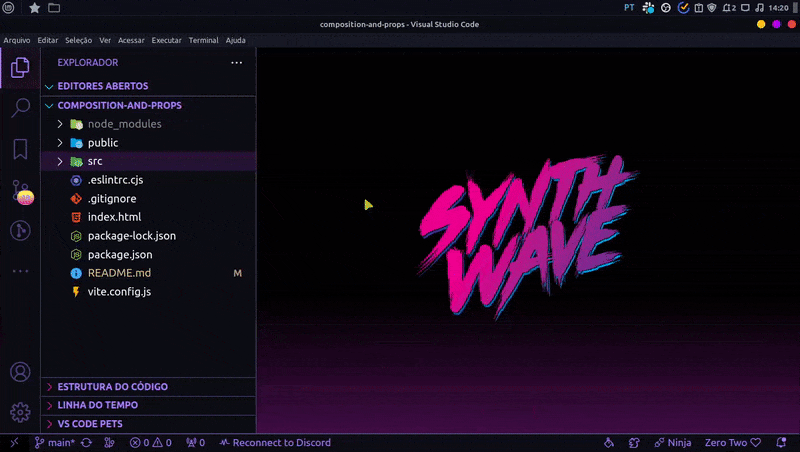 PT
2
14:20
composition-and-props - Visual Studio Code
Arquivo Editar Seleção Ver Acessar Executar Terminal Ajuda
EXPLORADOR
EDITORES ABERTOS
COMPOSITION-AND-PROPS
node_modules
public
src
.eslintrc.cjs
.gitignore
index.html
package-lock.json
package.json
README.md M
vite.config.js
SYNTH
WAVE
ESTRUTURA DO CÓDIGO
LINHA DO TEMPO
VS CODE PETS
main* 0 0 0 Reconnect to Discord Ninja Zero Two